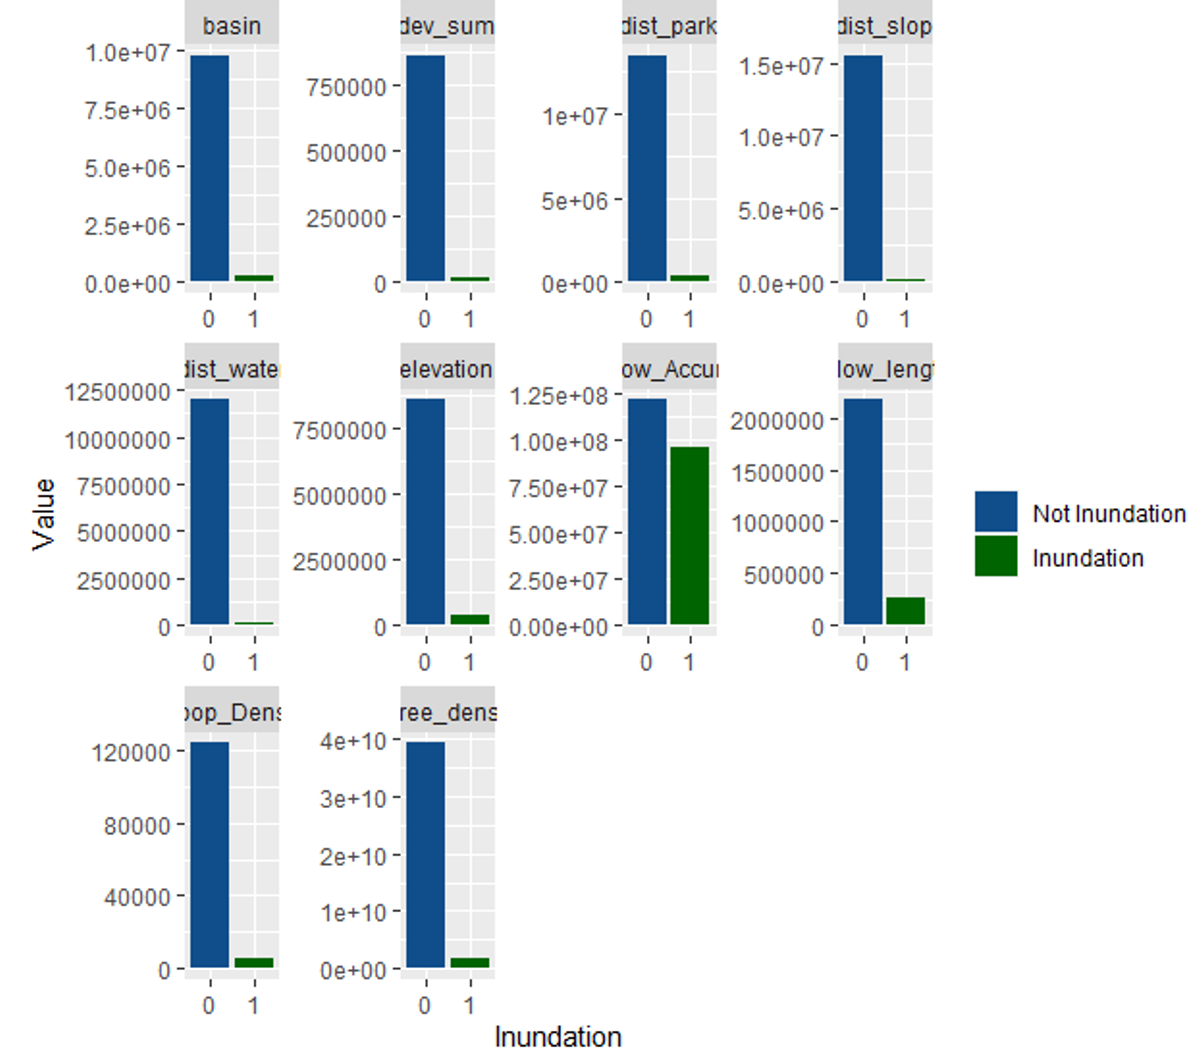 basin
1.0e+07
7.5e+06
5.0e+06
2.5e+06
0.0e+00
0 1
dev_sum
750000
500000
250000
0
0 1
dist_park
1e+07
5e+06
0e+00
0 1
dist_slop
1.5e+07
1.0e+07
5.0e+06
0.0e+00
0 1
Value
dist_wate
12500000
10000000
7500000
5000000
2500000
0
0 1
elevation
7500000
5000000
2500000
0
0 1
ow_Accu
1.25e+08
1.00e+08
7.50e+07
5.00e+07
2.50e+07
0.00e+00
0 1
low_leng
2000000
1500000
1000000
500000
0
0 1
Not Inundation
Inundation
pop_Dens
120000
80000
40000
0
0 1
ree_dens
4e+10
3e+10
2e+10
1e+10
0e+00
0 1
Inundation